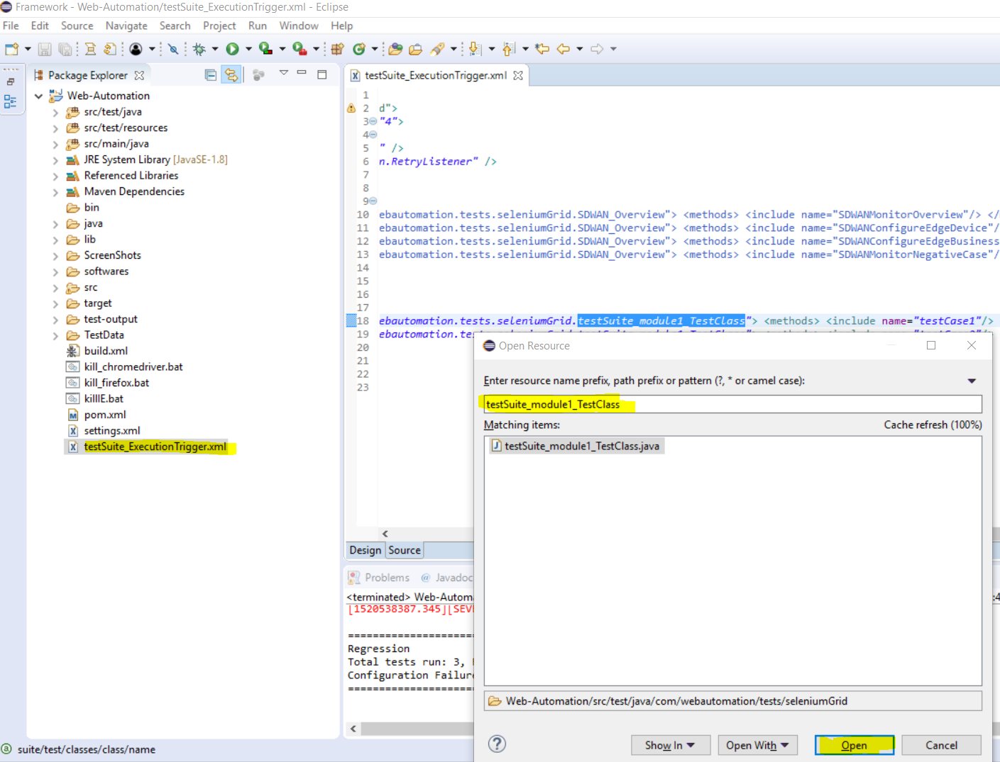 Framework - Web-Automation/testSuite_ExecutionTrigger.xml - Eclipse
File Edit Source Navigate Search Project Run Window Help
Package Explorer
Web-Automation
src/test/java
src/test/resources
src/main/java
JRE System Library [JavaSE-1.8]
Referenced Libraries
Maven Dependencies
bin
java
lib
ScreenShots
softwares
src
target
test-output
TestData
build.xml
kill_chromedriver.bat
kill_firefox.bat
killIE.bat
pom.xml
settings.xml
testSuite_ExecutionTrigger.xml
testSuite_ExecutionTrigger.xml
1
2 d">
3 "4">
4
5 " />
6 n.RetryListener" />
7
8
9
10 ebautomation.tests.seleniumGrid.SDWAN_Overview"> <methods> <include name="SDWANMonitorOverview"/> </
11 ebautomation.tests.seleniumGrid.SDWAN_Overview"> <methods> <include name="SDWANConfigureEdgeDevice"/
12 ebautomation.tests.seleniumGrid.SDWAN_Overview"> <methods> <include name="SDWANConfigureEdgeBusiness
13 ebautomation.tests.seleniumGrid.SDWAN_Overview"> <methods> <include name="SDWANMonitorNegativeCase"/
14
15
16
17
18 ebautomation.tests.seleniumGrid.testSuite_module1_TestClass"> <methods> <include name="testCase1"/>
19 ebautomation.te
20
21
22
23
Design Source
Problems @ Javadoc
<terminated> Web-Automa
[1520538387.345][SEV
==================
Regression
Total tests run: 3,
Configuration Failur
==================
Open Resource
Enter resource name prefix, path prefix or pattern (?, * or camel case):
testSuite_module1_TestClass
Matching items: Cache refresh (100%)
testSuite_module1_TestClass.java
Web-Automation/src/test/java/com/webautomation/tests/seleniumGrid
Show In Open With Open Cancel
suite/test/classes/class/name